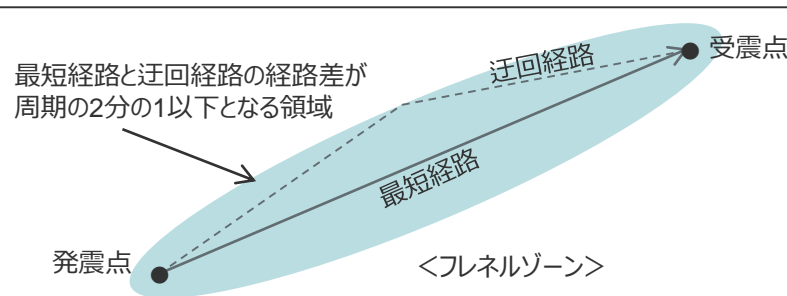 受震点
迂回経路
最短経路と迂回経路の経路差が
周期の2分の1以下となる領域
最短経路
発震点
＜フレネルゾーン＞